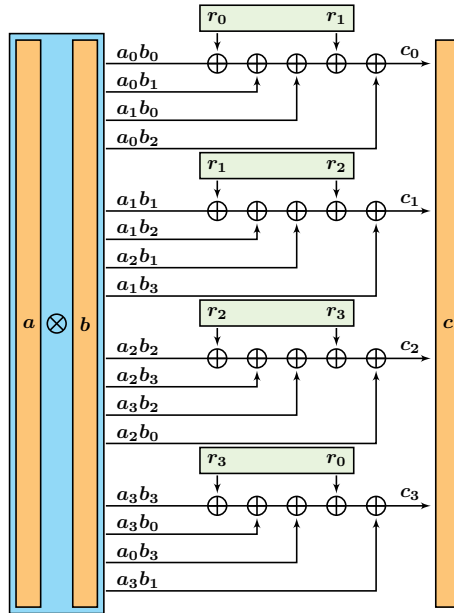 r₀ r₁
a₀b₀ c₀
a₀b₁
a₁b₀
a₀b₂
r₁ r₂
a₁b₁ c₁
a₁b₂
a₂b₁
a₁b₃
a ⊗ b c
r₂ r₃
a₂b₂ c₂
a₂b₃
a₃b₂
a₂b₀
r₃ r₀
a₃b₃ c₃
a₃b₀
a₀b₃
a₃b₁